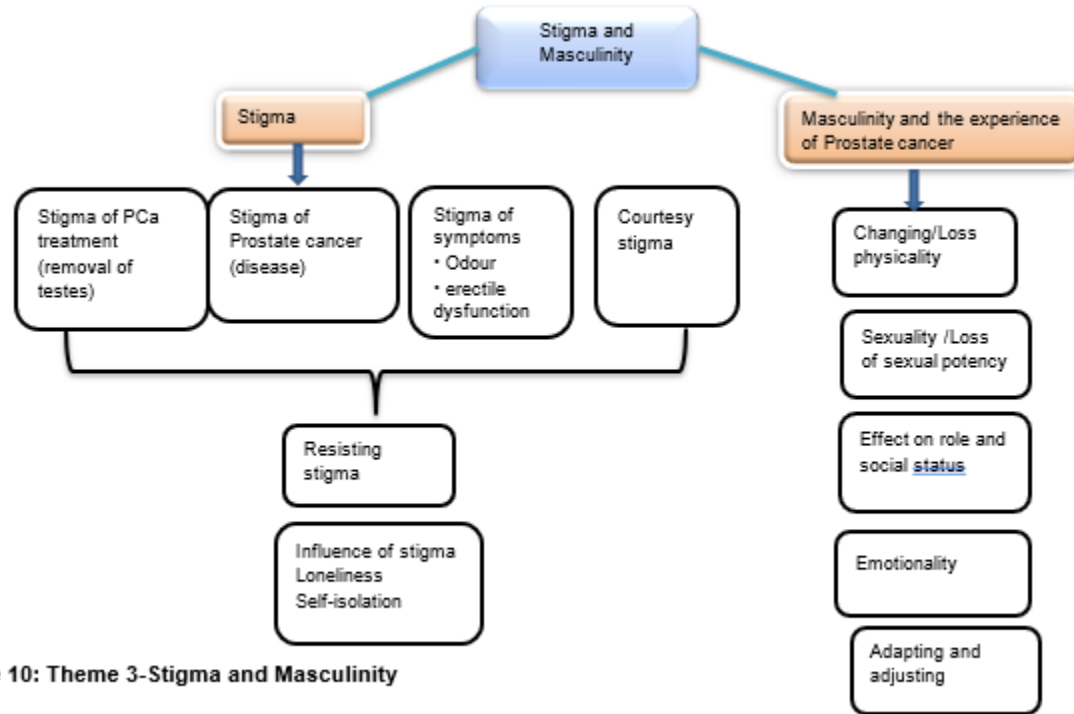 Stigma and
Masculinity
Stigma
Masculinity and the experience
of Prostate cancer
Stigma of PCa
treatment
(removal of
testes)
Stigma of
Prostate cancer
(disease)
Stigma of
symptoms
• Odour
• erectile
dysfunction
Courtesy
stigma
Changing/Loss
physicality
Sexuality /Loss
of sexual potency
Effect on role and
social status
Emotionality
Adapting and
adjusting
Resisting
stigma
Influence of stigma
Loneliness
Self-isolation
10: Theme 3-Stigma and Masculinity